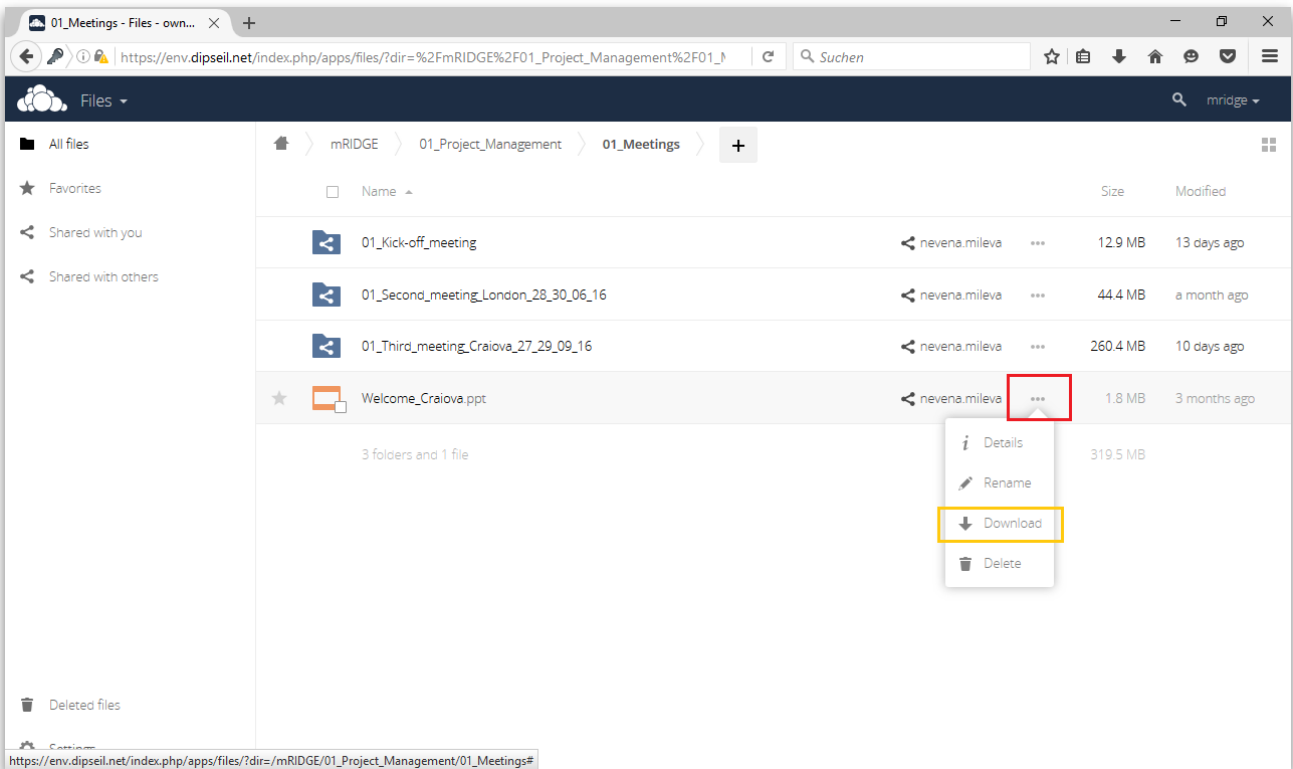 01_Meetings - Files - own...
https://env.dipseil.net/index.php/apps/files/?dir=%2FmRIDGE%2F01_Project_Management%2F01_M
Suchen
Files
mridge
All files
mRIDGE 01_Project_Management 01_Meetings +
Favorites
Name Size Modified
Shared with you
01_Kick-off_meeting nevena.mileva ... 12.9 MB 13 days ago
Shared with others
01_Second_meeting_London_28_30_06_16 nevena.mileva ... 44.4 MB a month ago
01_Third_meeting_Craiova_27_29_09_16 nevena.mileva ... 260.4 MB 10 days ago
Welcome_Craiova.ppt nevena.mileva ... 1.8 MB 3 months ago
3 folders and 1 file 319.5 MB
Details
Rename
Download
Delete
Deleted files
Settings
https://env.dipseil.net/index.php/apps/files/?dir=/mRIDGE/01_Project_Management/01_Meetings#